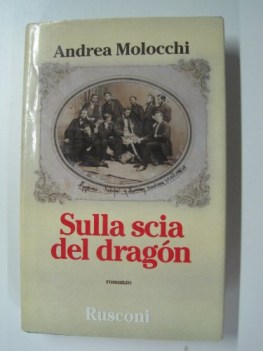 Andrea Molocchi
Sulla scia
del dragón
romanzo
Rusconi